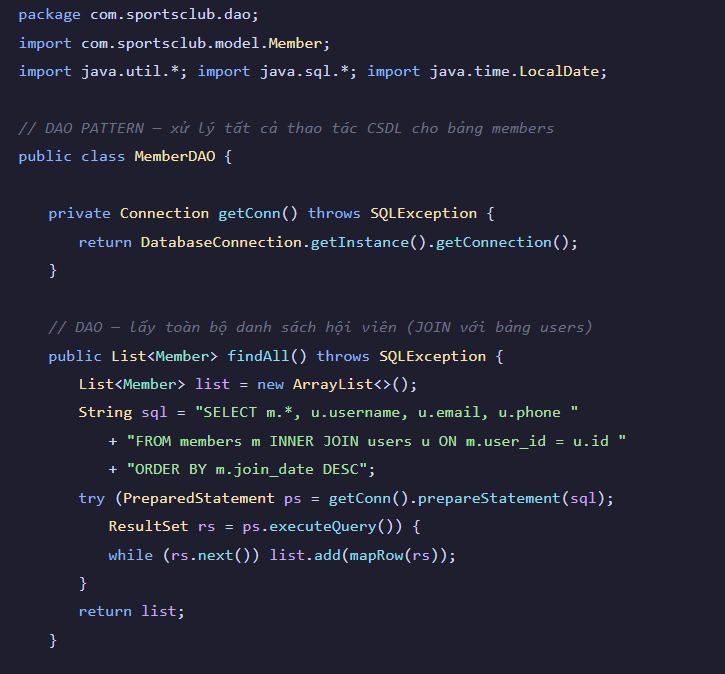 package com.sportsclub.dao;
import com.sportsclub.model.Member;
import java.util.*; import java.sql.*; import java.time.LocalDate;
// DAO PATTERN — xử lý tất cả thao tác CSDL cho bảng members
public class MemberDAO {
private Connection getConn() throws SQLException {
return DatabaseConnection.getInstance().getConnection();
}
// DAO — lấy toàn bộ danh sách hội viên (JOIN với bảng users)
public List<Member> findAll() throws SQLException {
List<Member> list = new ArrayList<>();
String sql = "SELECT m.*, u.username, u.email, u.phone "
+ "FROM members m INNER JOIN users u ON m.user_id = u.id "
+ "ORDER BY m.join_date DESC";
try (PreparedStatement ps = getConn().prepareStatement(sql);
ResultSet rs = ps.executeQuery()) {
while (rs.next()) list.add(mapRow(rs));
}
return list;
}